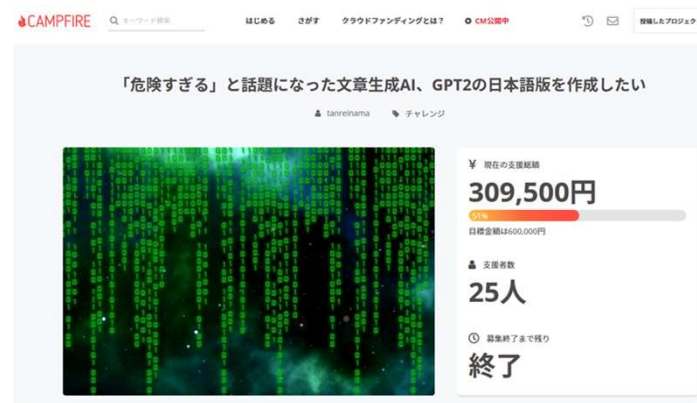 CAMPFIRE
キーワード検索
はじめる
さがす
クラウドファンディングとは？
CM公開中
投稿したプロジェク
「危険すぎる」と話題になった文章生成AI、GPT2の日本語版を作成したい
tanreinama
チャレンジ
¥ 現在の支援総額
309,500円
51%
目標金額は600,000円
支援者数
25人
募集終了まで残り
終了